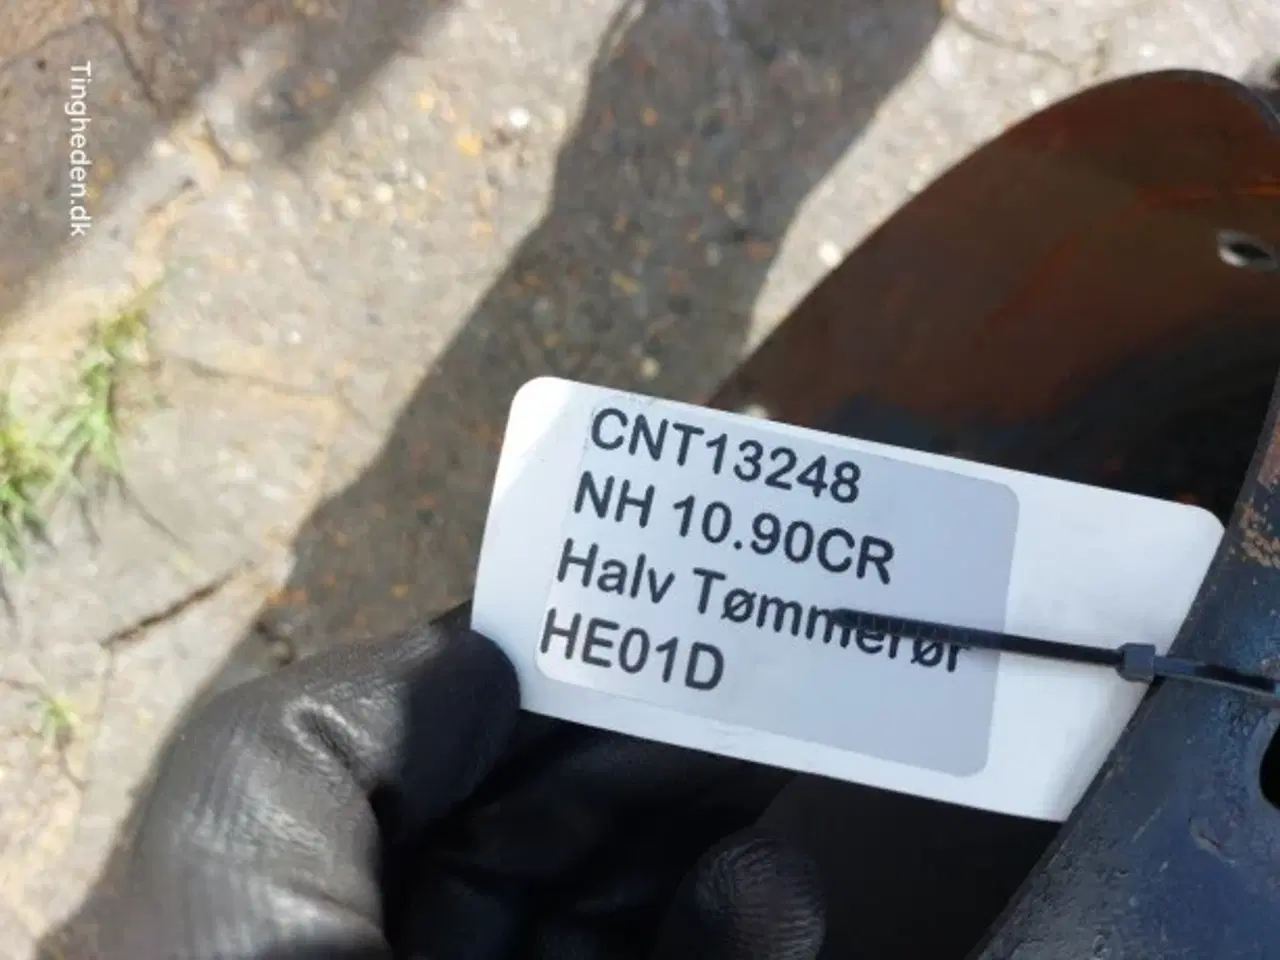 Tingheden.dk
CNT13248
NH 10.90CR
Halv Tømmerør
HE01D